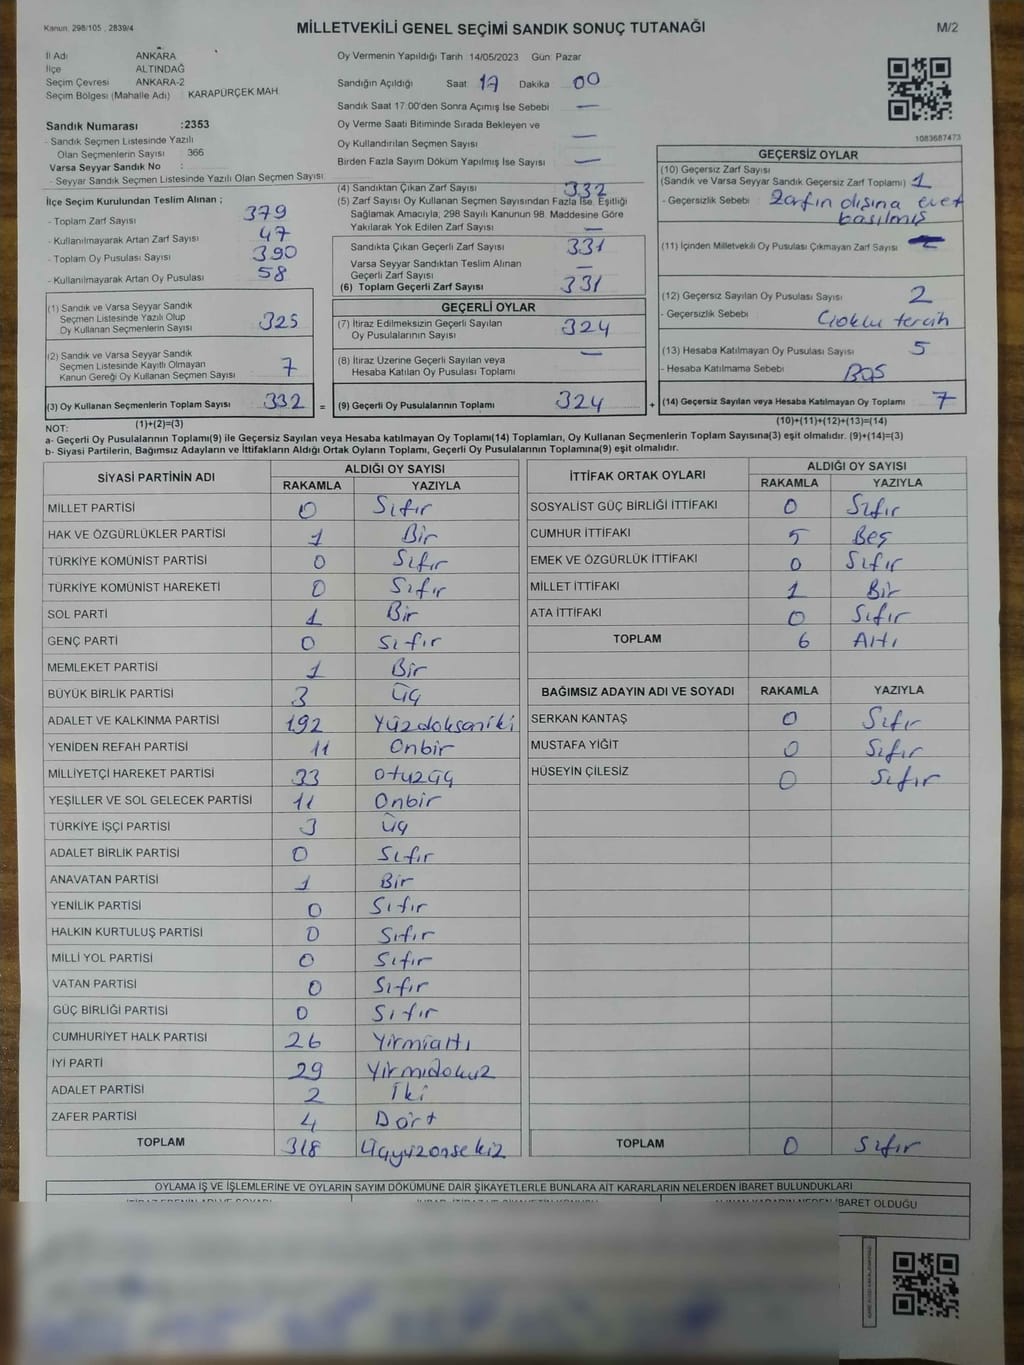 Kanun. 298/105 , 2839/4
MİLLETVEKİLİ GENEL SEÇİMİ SANDIK SONUÇ TUTANAĞI
M/2
İl Adı ANKARA
İlçe ALTINDAĞ
Seçim Çevresi ANKARA-2
Seçim Bölgesi (Mahalle Adı) KARAPÜRÇEK MAH
Sandık Numarası :2353
- Sandık Seçmen Listesinde Yazılı
Olan Seçmenlerin Sayısı 366
Varsa Seyyar Sandık No :
- Seyyar Sandık Seçmen Listesinde Yazılı Olan Seçmen Sayısı
Oy Vermenin Yapıldığı Tarih 14/05/2023 Gün: Pazar
Sandığın Açıldığı Saat 17 Dakika 00
Sandık Saat 17:00'den Sonra Açımış İse Sebebi —
Oy Verme Saati Bitiminde Sırada Bekleyen ve
Oy Kullandırılan Seçmen Sayısı —
Birden Fazla Sayım Döküm Yapılmış İse Sayısı —
1083687473
İlçe Seçim Kurulundan Teslim Alınan ;
- Toplam Zarf Sayısı 379
- Kullanılmayarak Artan Zarf Sayısı 47
- Toplam Oy Pusulası Sayısı 390
- Kullanılmayarak Artan Oy Pusulası 58
(4) Sandıktan Çıkan Zarf Sayısı 332
(5) Zarf Sayısı Oy Kullanan Seçmen Sayısından Fazla İse, Eşitliği
Sağlamak Amacıyla; 298 Sayılı Kanunun 98. Maddesine Göre
Yakılarak Yok Edilen Zarf Sayısı —
Sandıkta Çıkan Geçerli Zarf Sayısı 331
Varsa Seyyar Sandıktan Teslim Alınan
Geçerli Zarf Sayısı —
(6) Toplam Geçerli Zarf Sayısı 331
GEÇERSİZ OYLAR
(10) Geçersiz Zarf Sayısı
(Sandık ve Varsa Seyyar Sandık Geçersiz Zarf Toplamı) 1
- Geçersizlik Sebebi : Zarfın dışına evet
basılmış
(11) İçinden Milletvekili Oy Pusulası Çıkmayan Zarf Sayısı
(12) Geçersiz Sayılan Oy Pusulası Sayısı 2
- Geçersizlik Sebebi Çoklu tercih
(13) Hesaba Katılmayan Oy Pusulası Sayısı 5
- Hesaba Katılmama Sebebi BOŞ
(14) Geçersiz Sayılan veya Hesaba Katılmayan Oy Toplamı 7
(10)+(11)+(12)+(13)=(14)
(1) Sandık ve Varsa Seyyar Sandık
Seçmen Listesinde Yazılı Olup
Oy Kullanan Seçmenlerin Sayısı 325
(2) Sandık ve Varsa Seyyar Sandık
Seçmen Listesinde Kayıtlı Olmayan
Kanun Gereği Oy Kullanan Seçmen Sayısı 7
(3) Oy Kullanan Seçmenlerin Toplam Sayısı 332 =
(1)+(2)=(3)
GEÇERLİ OYLAR
(7) İtiraz Edilmeksizin Geçerli Sayılan
Oy Pusulalarının Sayısı 324
(8) İtiraz Üzerine Geçerli Sayılan veya
Hesaba Katılan Oy Pusulası Toplamı —
(9) Geçerli Oy Pusulalarının Toplamı 324 +
NOT:
a- Geçerli Oy Pusulalarının Toplamı(9) ile Geçersiz Sayılan veya Hesaba katılmayan Oy Toplamı(14) Toplamları, Oy Kullanan Seçmenlerin Toplam Sayısına(3) eşit olmalıdır. (9)+(14)=(3)
b- Siyasi Partilerin, Bağımsız Adayların ve İttifakların Aldığı Ortak Oyların Toplamı, Geçerli Oy Pusulalarının Toplamına(9) eşit olmalıdır.
SİYASİ PARTİNİN ADI ALDIĞI OY SAYISI
RAKAMLA YAZIYLA
MİLLET PARTİSİ 0 Sıfır
HAK VE ÖZGÜRLÜKLER PARTİSİ 1 Bir
TÜRKİYE KOMÜNİST PARTİSİ 0 Sıfır
TÜRKİYE KOMÜNİST HAREKETİ 0 Sıfır
SOL PARTİ 1 Bir
GENÇ PARTİ 0 Sıfır
MEMLEKET PARTİSİ 1 Bir
BÜYÜK BİRLİK PARTİSİ 3 Üç
ADALET VE KALKINMA PARTİSİ 192 Yüzdoksaniki
YENİDEN REFAH PARTİSİ 11 Onbir
MİLLİYETÇİ HAREKET PARTİSİ 33 Otuzüç
YEŞİLLER VE SOL GELECEK PARTİSİ 11 Onbir
TÜRKİYE İŞÇİ PARTİSİ 3 Üç
ADALET BİRLİK PARTİSİ 0 Sıfır
ANAVATAN PARTİSİ 1 Bir
YENİLİK PARTİSİ 0 Sıfır
HALKIN KURTULUŞ PARTİSİ 0 Sıfır
MİLLİ YOL PARTİSİ 0 Sıfır
VATAN PARTİSİ 0 Sıfır
GÜÇ BİRLİĞİ PARTİSİ 0 Sıfır
CUMHURİYET HALK PARTİSİ 26 Yirmialtı
İYİ PARTİ 29 Yirmidokuz
ADALET PARTİSİ 2 İki
ZAFER PARTİSİ 4 Dört
TOPLAM 318 Üçyüzonsekiz
İTTİFAK ORTAK OYLARI ALDIĞI OY SAYISI
RAKAMLA YAZIYLA
SOSYALİST GÜÇ BİRLİĞİ İTTİFAKI 0 Sıfır
CUMHUR İTTİFAKI 5 Beş
EMEK VE ÖZGÜRLÜK İTTİFAKI 0 Sıfır
MİLLET İTTİFAKI 1 Bir
ATA İTTİFAKI 0 Sıfır
TOPLAM 6 Altı
BAĞIMSIZ ADAYIN ADI VE SOYADI RAKAMLA YAZIYLA
SERKAN KANTAŞ 0 Sıfır
MUSTAFA YİĞİT 0 Sıfır
HÜSEYİN ÇİLESİZ 0 Sıfır
TOPLAM 0 Sıfır
OYLAMA İŞ VE İŞLEMLERİNE VE OYLARIN SAYIM DÖKÜMÜNE DAİR ŞİKAYETLERLE BUNLARA AİT KARARLARIN NELERDEN İBARET BULUNDUKLARI
İBARET OLDUĞU